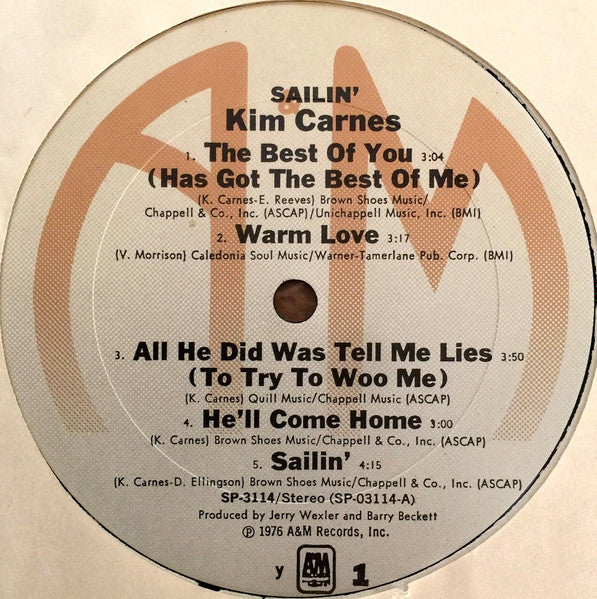 SAILIN'
Kim Carnes
1. The Best Of You 3:04
(Has Got The Best Of Me)
(K. Carnes-E. Reeves) Brown Shoes Music/
Chappell & Co., Inc. (ASCAP)/Unichappell Music, Inc. (BMI)
2. Warm Love 3:17
(V. Morrison) Caledonia Soul Music/Warner-Tamerlane Pub. Corp. (BMI)
3. All He Did Was Tell Me Lies 3:50
(To Try To Woo Me)
(K. Carnes) Quill Music/Chappell Music (ASCAP)
4. He'll Come Home 3:00
(K. Carnes) Brown Shoes Music/Chappell & Co., Inc. (ASCAP)
5. Sailin' 4:15
(K. Carnes-D. Ellingson) Brown Shoes Music/Chappell & Co., Inc. (ASCAP)
SP-3114/Stereo (SP-03114-A)
Produced by Jerry Wexler and Barry Beckett
℗ 1976 A&M Records, Inc.
y A&M 1